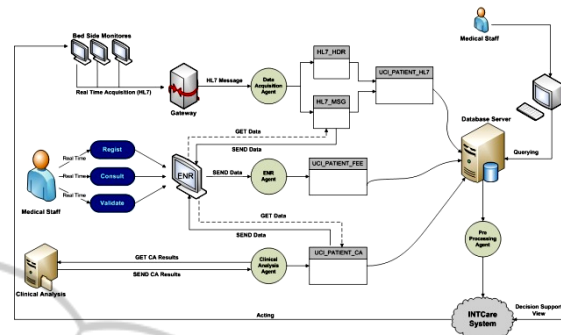 Bed Side Monitores
Real Time Acquisition (HL7)
Gateway
HL7 Message
Data
Acquisition
Agent
HL7_HDR
HL7_MSG
UCI_PATIENT_HL7
Medical Staff
Database Server
Querying
GET Data
SEND Data
Real Time
Regist
Real Time
Consult
Real Time
Validate
Medical Staff
ENR
SEND Data
ENR
Agent
UCI_PATIENT_FEE
GET Data
SEND Data
UCI_PATIENT_CA
GET CA Results
SEND CA Results
Clinical
Analysis
Agent
Clinical Analysis
Pre
Processing
Agent
Acting
INTCare
System
Decision Support
View